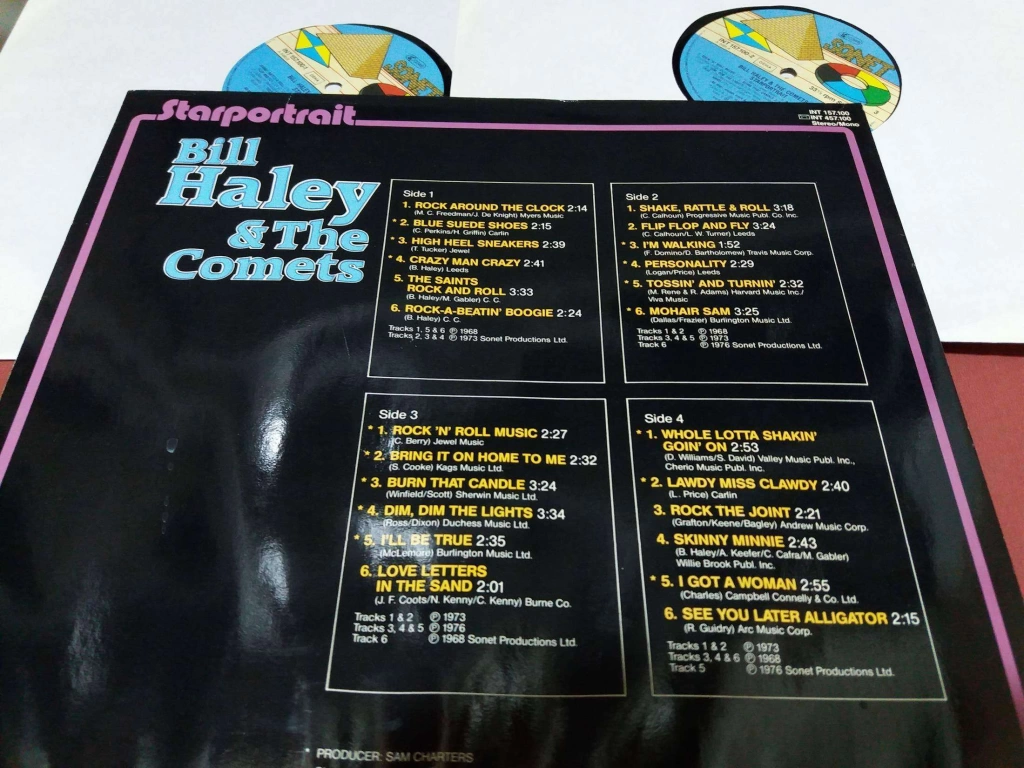 SONET
INT 157.100-2
BILL HALEY & THE COMETS
STARPORTRAIT
33⅓ rpm
Starportrait
INT 157.100
INT 457.100
Stereo/Mono
Bill
Haley
& The
Comets
Side 1
1. ROCK AROUND THE CLOCK 2:14
(M. C. Freedman/J. De Knight) Myers Music
* 2. BLUE SUEDE SHOES 2:15
(C. Perkins/H. Griffin) Carlin
* 3. HIGH HEEL SNEAKERS 2:39
(T. Tucker) Jewel
* 4. CRAZY MAN CRAZY 2:41
(B. Haley) Leeds
5. THE SAINTS
ROCK AND ROLL 3:33
(B. Haley/M. Gabler) C. C.
6. ROCK-A-BEATIN' BOOGIE 2:24
(B. Haley) C. C.
Tracks 1, 5 & 6 ℗ 1968
Tracks 2, 3 & 4 ℗ 1973 Sonet Productions Ltd.
Side 2
1. SHAKE, RATTLE & ROLL 3:18
(C. Calhoun) Progressive Music Publ. Co. Inc.
2. FLIP FLOP AND FLY 3:24
(C. Calhoun/L. W. Turner) Leeds
* 3. I'M WALKING 1:52
(F. Domino/D. Bartholomew) Travis Music Corp.
* 4. PERSONALITY 2:29
(Logan/Price) Leeds
* 5. TOSSIN' AND TURNIN' 2:32
(M. Rene & R. Adams) Harvard Music Inc./
Viva Music
* 6. MOHAIR SAM 3:25
(Dallas/Frazier) Burlington Music Ltd.
Tracks 1 & 2 ℗ 1968
Tracks 3, 4 & 5 ℗ 1973
Track 6 ℗ 1976 Sonet Productions Ltd.
Side 3
* 1. ROCK 'N' ROLL MUSIC 2:27
(C. Berry) Jewel Music
* 2. BRING IT ON HOME TO ME 2:32
(S. Cooke) Kags Music Ltd.
* 3. BURN THAT CANDLE 3:24
(Winfield/Scott) Sherwin Music Ltd.
* 4. DIM, DIM THE LIGHTS 3:34
(Ross/Dixon) Duchess Music Ltd.
* 5. I'LL BE TRUE 2:35
(McLemore) Burlington Music Ltd.
6. LOVE LETTERS
IN THE SAND 2:01
(J. F. Coots/N. Kenny/C. Kenny) Burne Co.
Tracks 1 & 2 ℗ 1973
Tracks 3, 4 & 5 ℗ 1976
Track 6 ℗ 1968 Sonet Productions Ltd.
Side 4
* 1. WHOLE LOTTA SHAKIN'
GOIN' ON 2:53
(D. Williams/S. David) Valley Music Publ. Inc.,
Cherio Music Publ. Inc.
* 2. LAWDY MISS CLAWDY 2:40
(L. Price) Carlin
3. ROCK THE JOINT 2:21
(Grafton/Keene/Bagley) Andrew Music Corp.
4. SKINNY MINNIE 2:43
(B. Haley/A. Keefer/C. Cafra/M. Gabler)
Willie Brook Publ. Inc.
* 5. I GOT A WOMAN 2:55
(Charles) Campbell Connelly & Co. Ltd.
6. SEE YOU LATER ALLIGATOR 2:15
(R. Guidry) Arc Music Corp.
Tracks 1 & 2 ℗ 1973
Tracks 3, 4 & 6 ℗ 1968
Track 5 ℗ 1976 Sonet Productions Ltd.
* PRODUCER: SAM CHARTERS